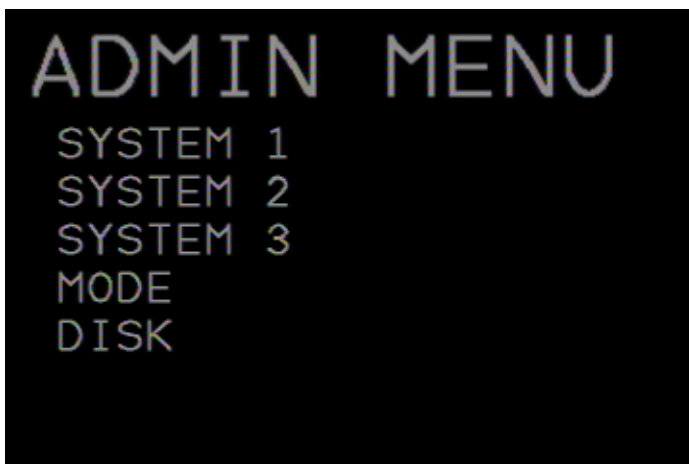 ADMIN MENU
SYSTEM 1
SYSTEM 2
SYSTEM 3
MODE
DISK